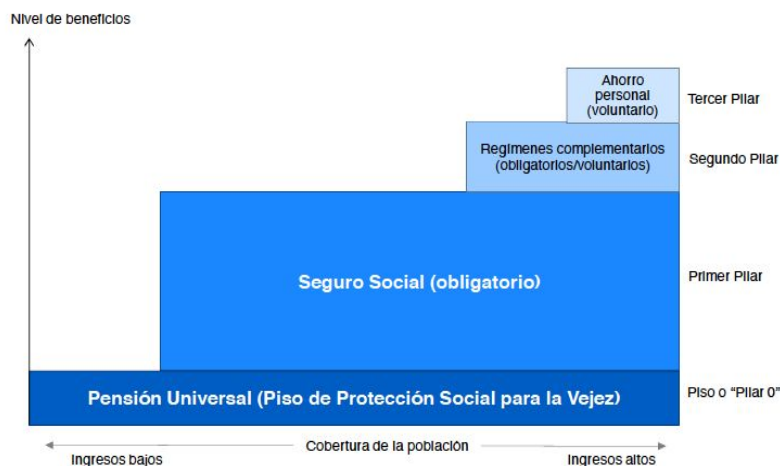 Nivel de beneficios
Ahorro
personal
(voluntario)
Tercer Pilar
Regímenes complementarios
(obligatorios/voluntarios)
Segundo Pilar
Seguro Social (obligatorio)
Primer Pilar
Pensión Universal (Piso de Protección Social para la Vejez)
Piso o “Pilar 0”
Cobertura de la población
Ingresos bajos
Ingresos altos